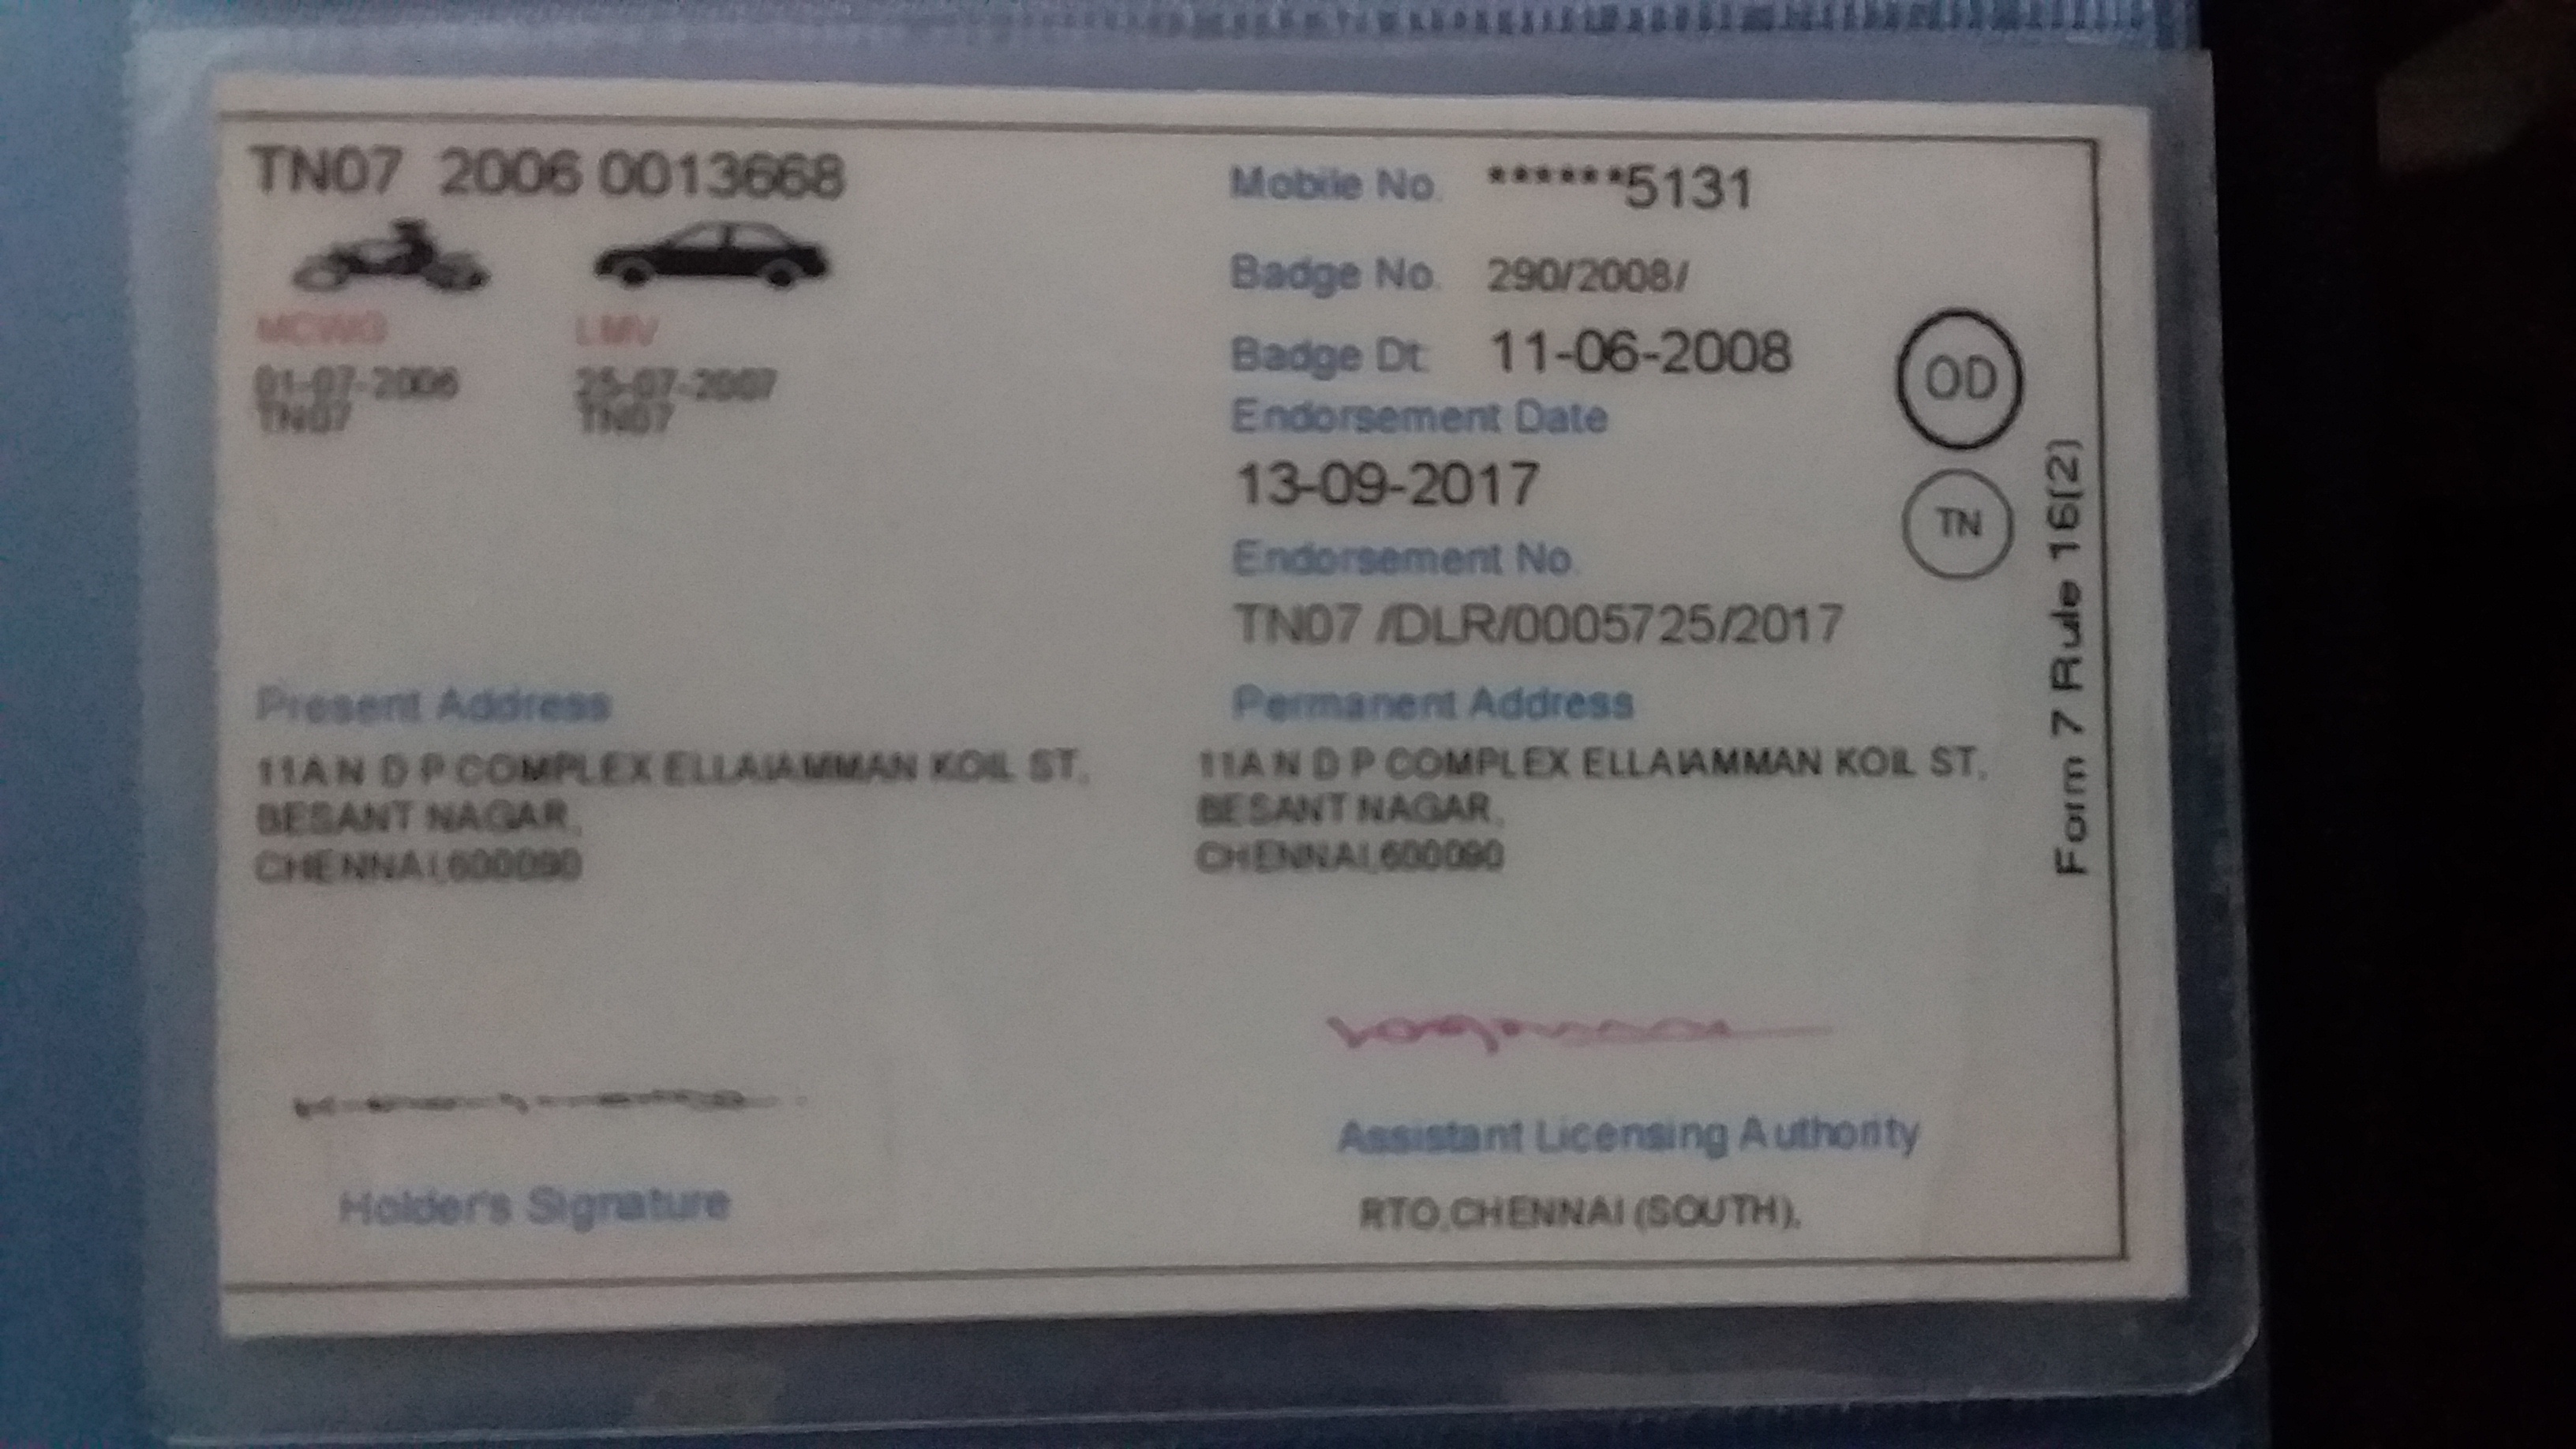 TN07 2006 0013668
MCWG LMV
01-07-2006 25-07-2007
TN07 TN07
Mobile No. ******5131
Badge No. 290/2008/
Badge Dt. 11-06-2008
Endorsement Date
13-09-2017
Endorsement No.
TN07 /DLR/0005725/2017
OD
TN
Form 7 Rule 16(2)
Present Address
11A N D P COMPLEX ELLAIAMMAN KOIL ST,
BESANT NAGAR,
CHENNAI,600090
Permanent Address
11A N D P COMPLEX ELLAIAMMAN KOIL ST,
BESANT NAGAR,
CHENNAI,600090
Holder's Signature
Assistant Licensing Authority
RTO,CHENNAI (SOUTH),